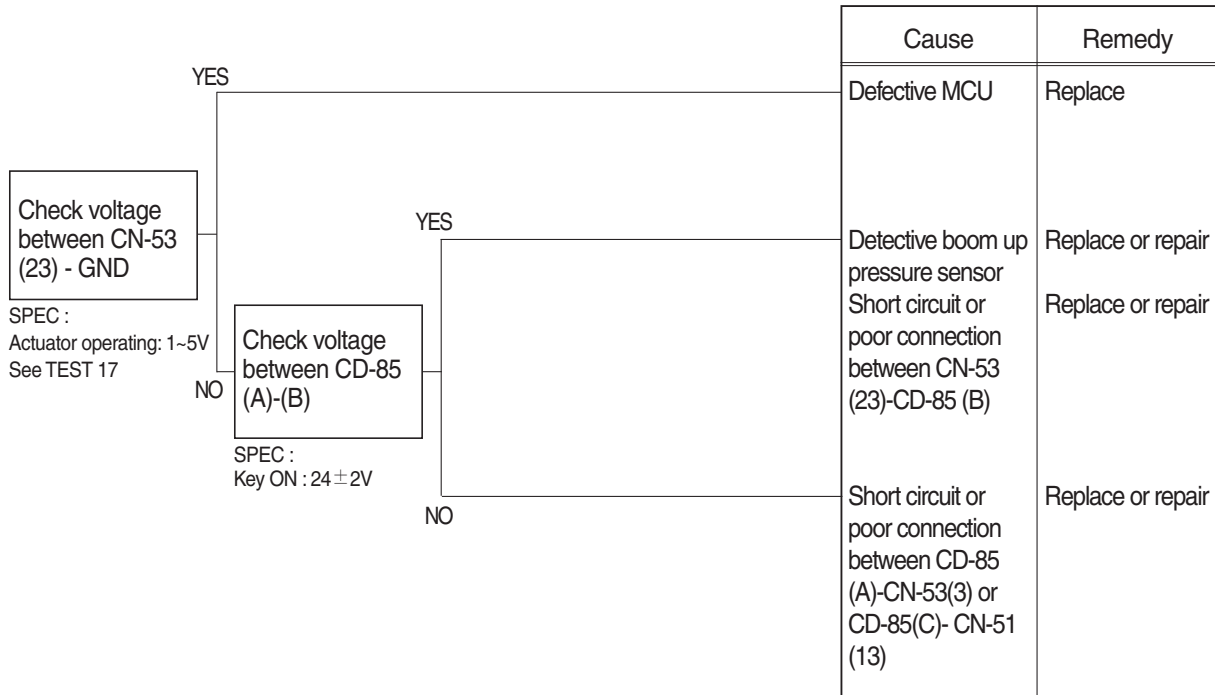 Cause
Remedy
YES
Defective MCU
Replace
Check voltage
between CN-53
(23) - GND
SPEC :
Actuator operating: 1~5V
See TEST 17
YES
Detective boom up
pressure sensor
Replace or repair
Short circuit or
poor connection
between CN-53
(23)-CD-85 (B)
Replace or repair
NO
Check voltage
between CD-85
(A)-(B)
SPEC :
Key ON : 24±2V
NO
Short circuit or
poor connection
between CD-85
(A)-CN-53(3) or
CD-85(C)- CN-51
(13)
Replace or repair